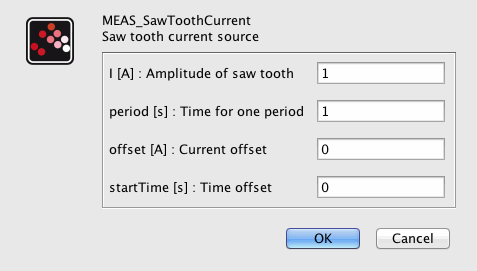 MEAS_SawToothCurrent
Saw tooth current source
I [A] : Amplitude of saw tooth 1
period [s] : Time for one period 1
offset [A] : Current offset 0
startTime [s] : Time offset 0
OK Cancel